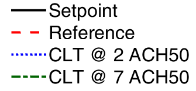 Setpoint
Reference
CLT @ 2 ACH50
CLT @ 7 ACH50